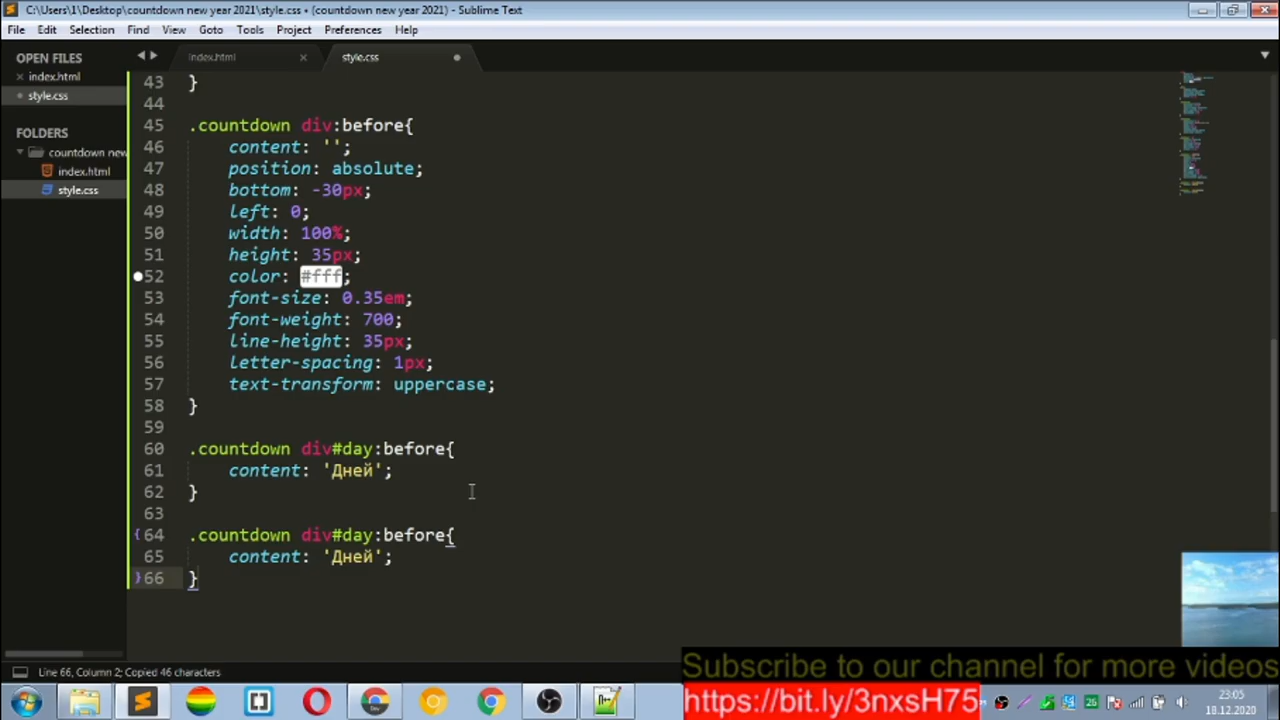 C:\Users\1\Desktop\countdown new year 2021\style.css • (countdown new year 2021) - Sublime Text
File Edit Selection Find View Goto Tools Project Preferences Help
OPEN FILES
index.html
style.css
FOLDERS
countdown new
index.html
style.css
index.html
style.css
43 }
44
45 .countdown div:before{
46 content: '';
47 position: absolute;
48 bottom: -30px;
49 left: 0;
50 width: 100%;
51 height: 35px;
52 color: #fff;
53 font-size: 0.35em;
54 font-weight: 700;
55 line-height: 35px;
56 letter-spacing: 1px;
57 text-transform: uppercase;
58 }
59
60 .countdown div#day:before{
61 content: 'Дней';
62 }
63
64 .countdown div#day:before{
65 content: 'Дней';
66 }
Line 66, Column 2; Copied 46 characters
Subscribe to our channel for more videos
https://bit.ly/3nxsH75
26
23:05
18.12.2020